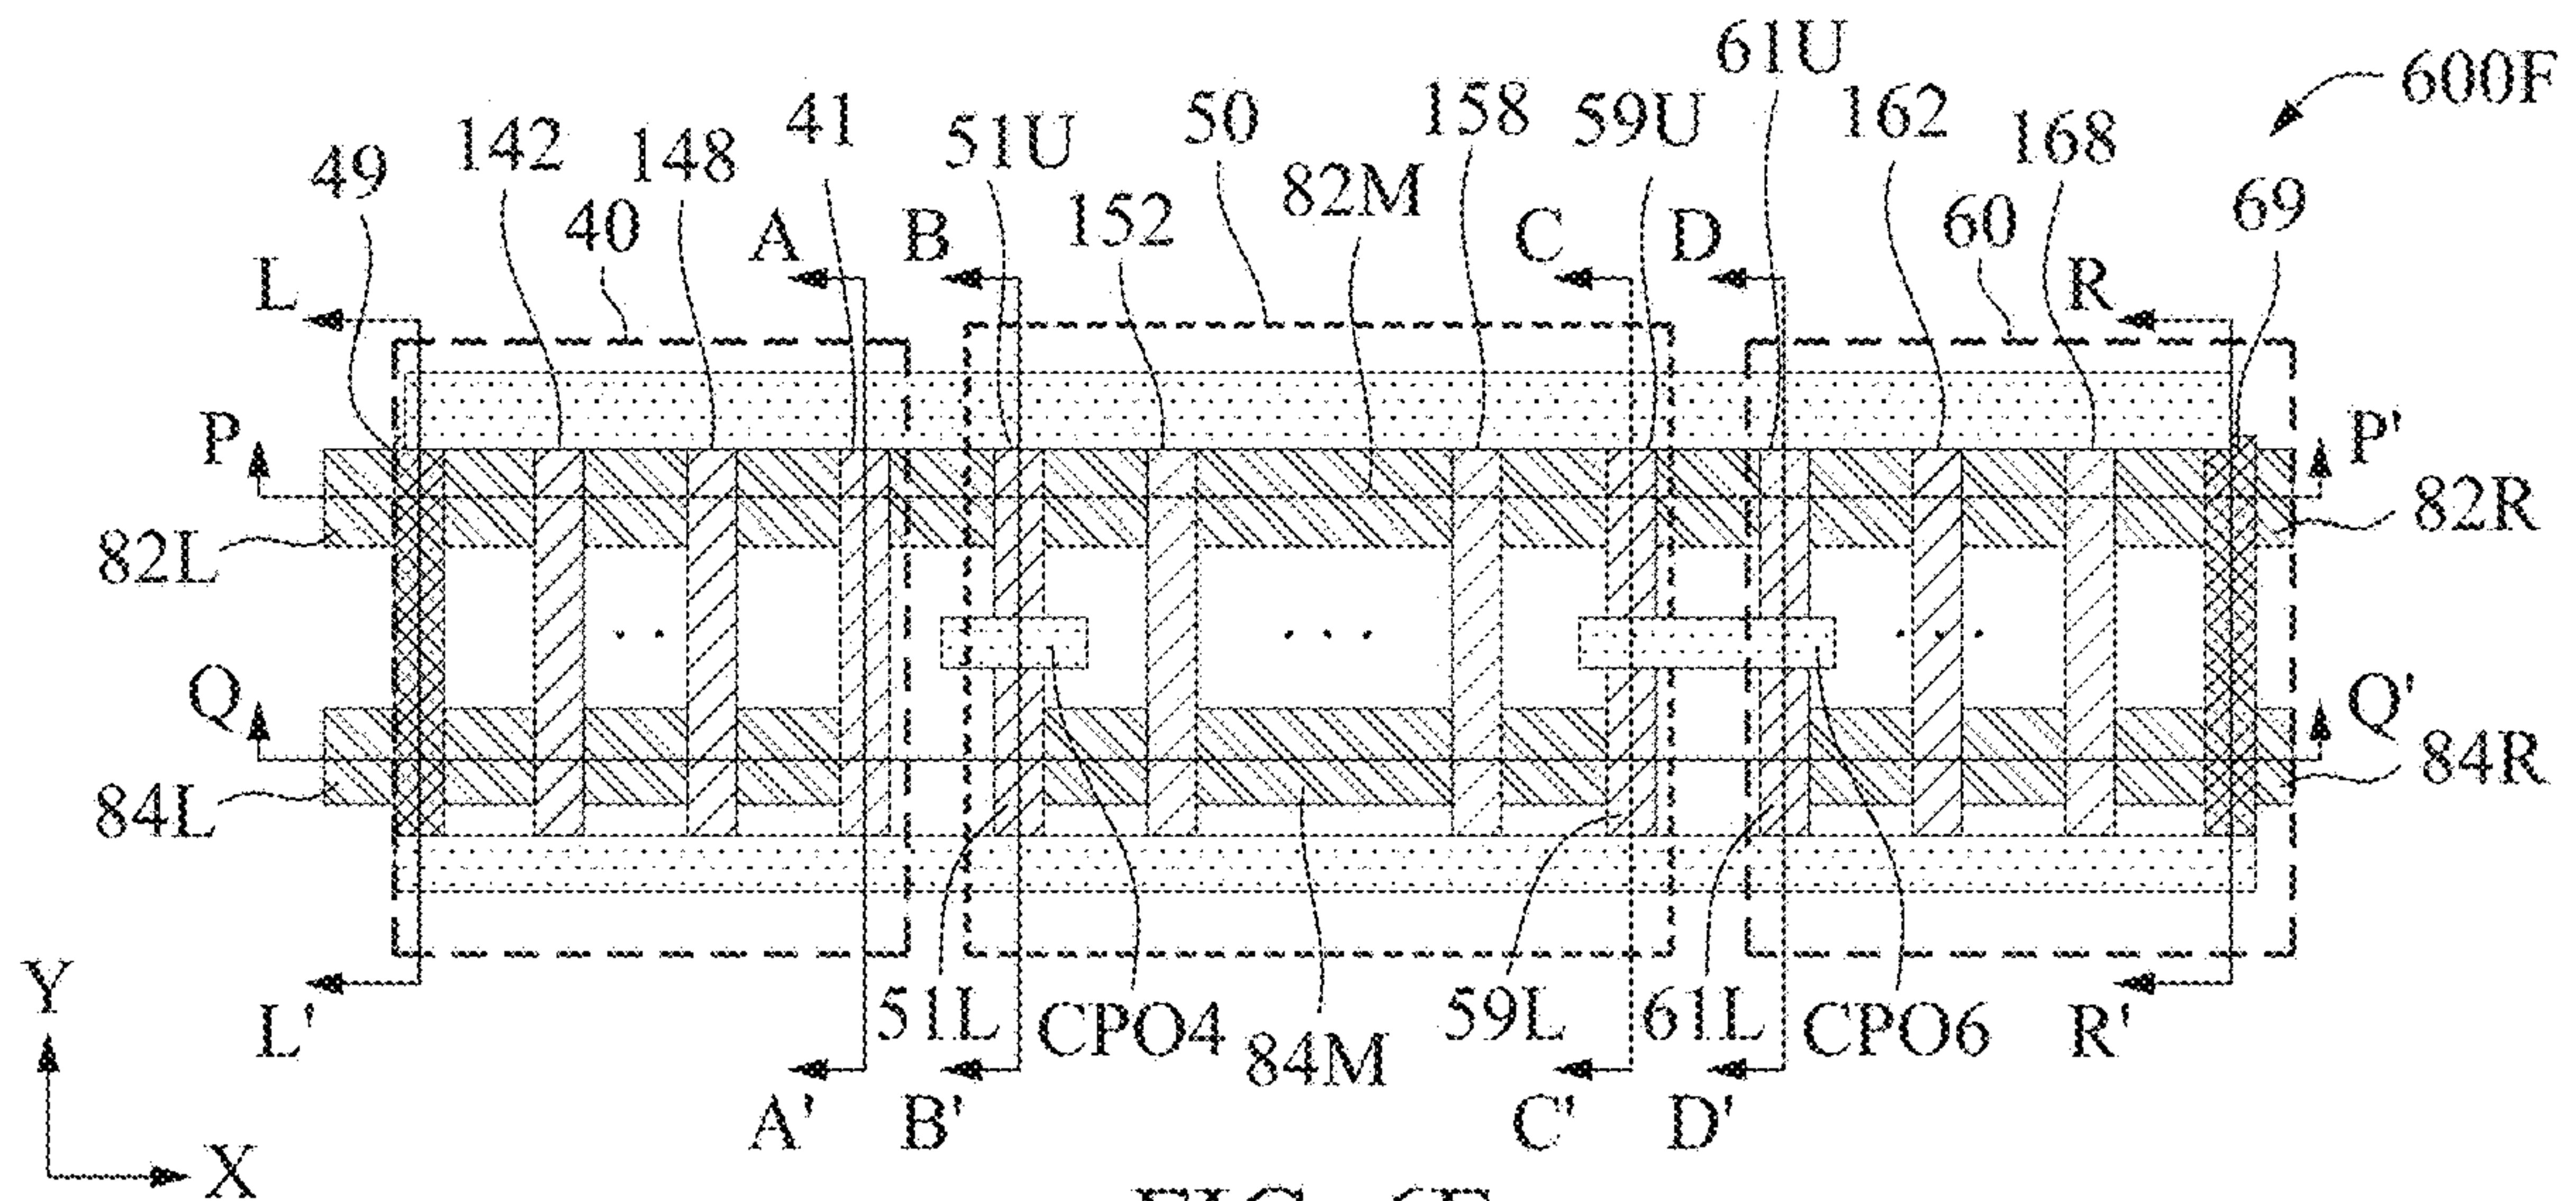 600F
61U
49
142
148
41
51U
50
158
59U
162
168
40
152
82M
60
69
L
A
B
C
D
R
P
P'
82L
82R
Q
Q'
84L
84R
51L
CPO4
84M
59L
61L
CPO6
L'
R'
A'
B'
C'
D'
Y
X